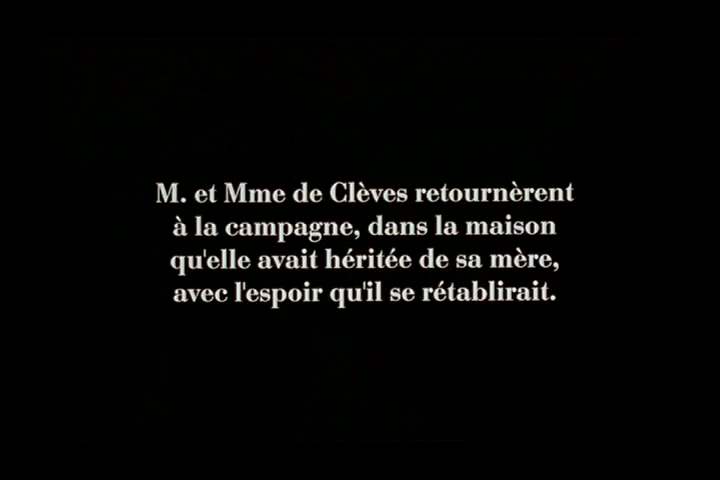 M. et Mme de Clèves retournèrent
à la campagne, dans la maison
qu'elle avait héritée de sa mère,
avec l'espoir qu'il se rétablirait.